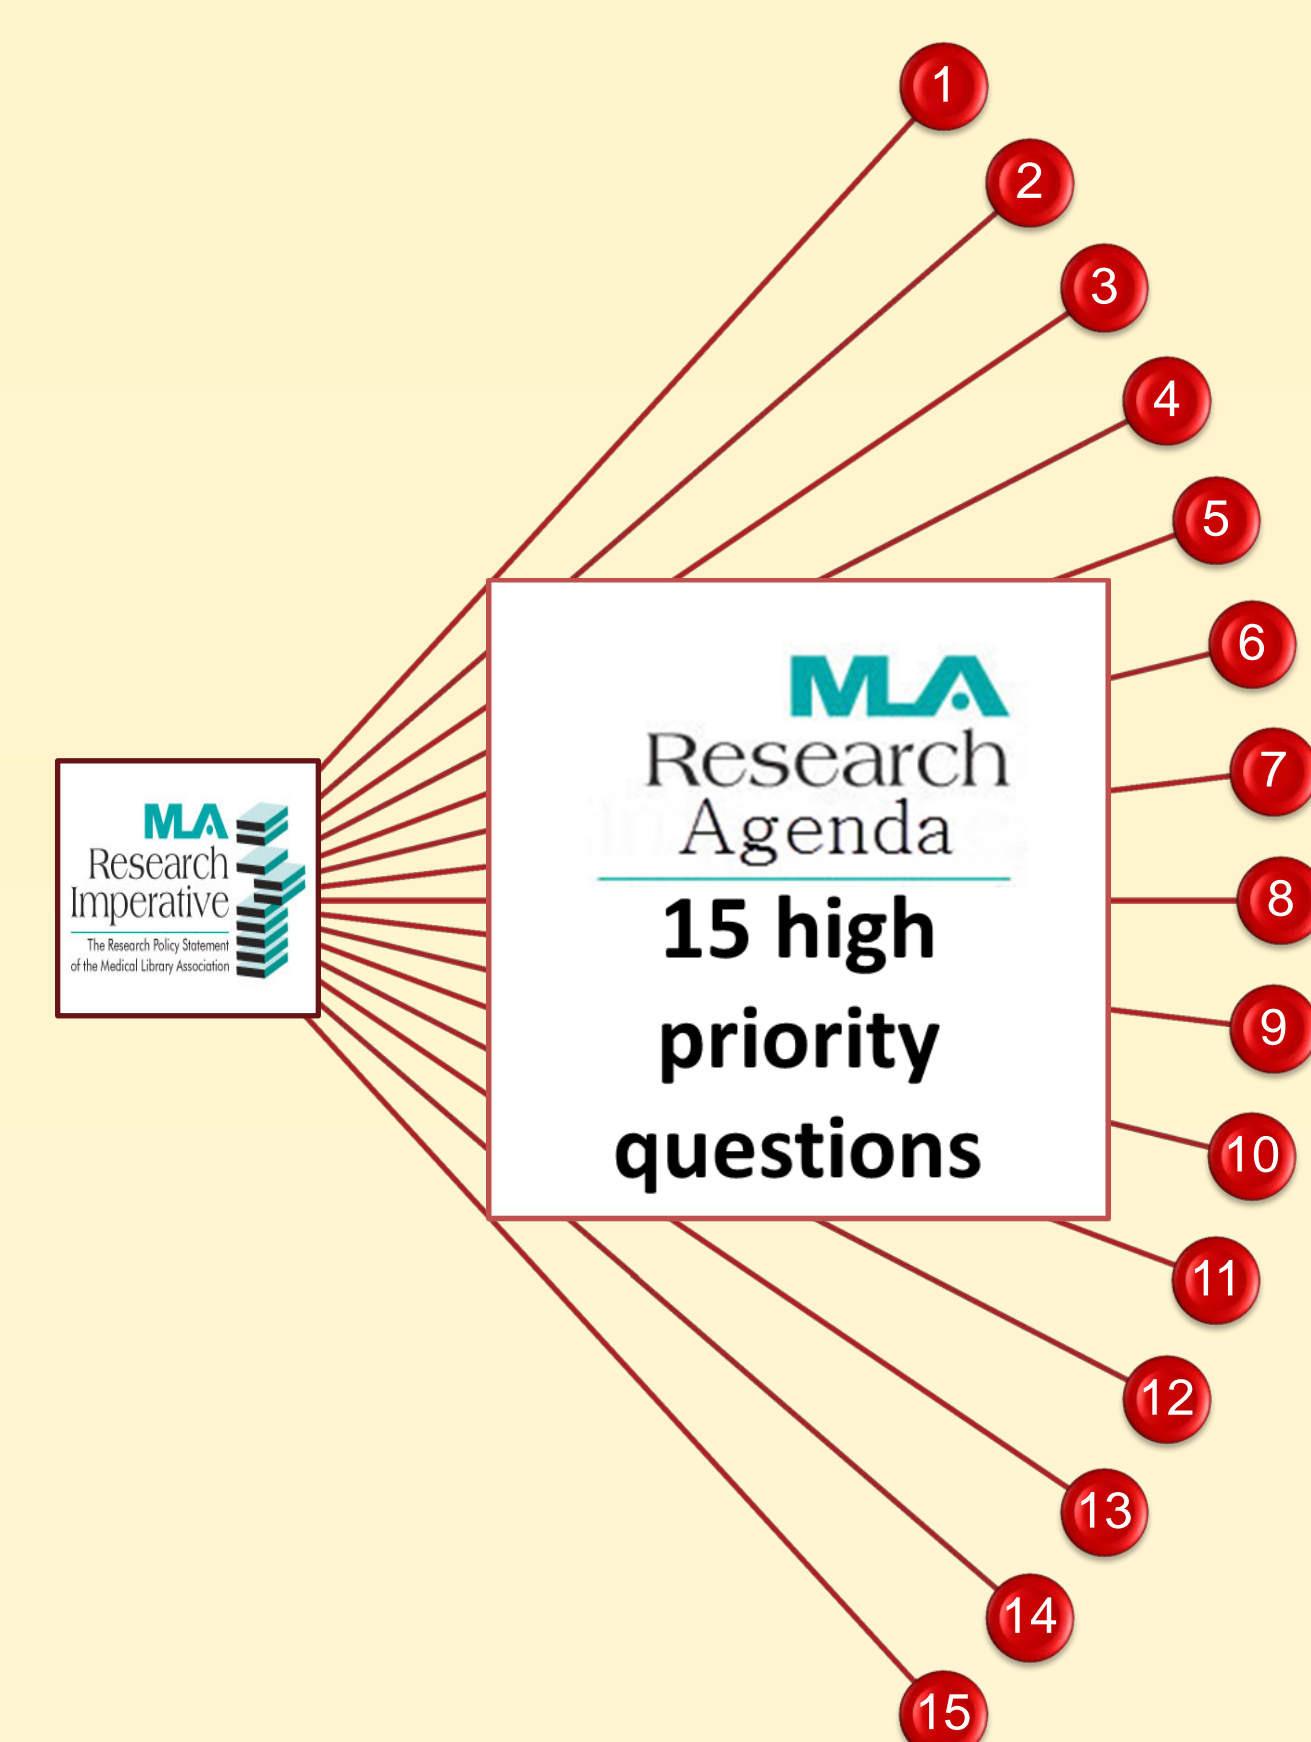 1
2
3
4
5
6
7
8
9
10
11
12
13
14
15
MLA
Research
Imperative
The Research Policy Statement
of the Medical Library Association
MLA
Research
Agenda
15 high
priority
questions